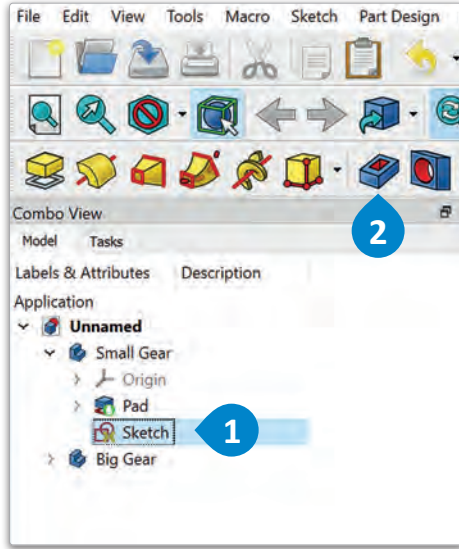 File Edit View Tools Macro Sketch Part Design
Combo View
2
Model Tasks
Labels & Attributes Description
Application
Unnamed
Small Gear
Origin
Pad
Sketch 1
Big Gear